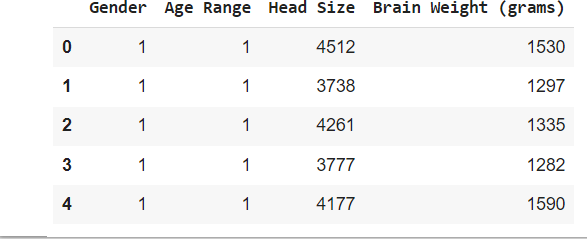 Gender Age Range Head Size Brain Weight (grams)
0 1 1 4512 1530
1 1 1 3738 1297
2 1 1 4261 1335
3 1 1 3777 1282
4 1 1 4177 1590